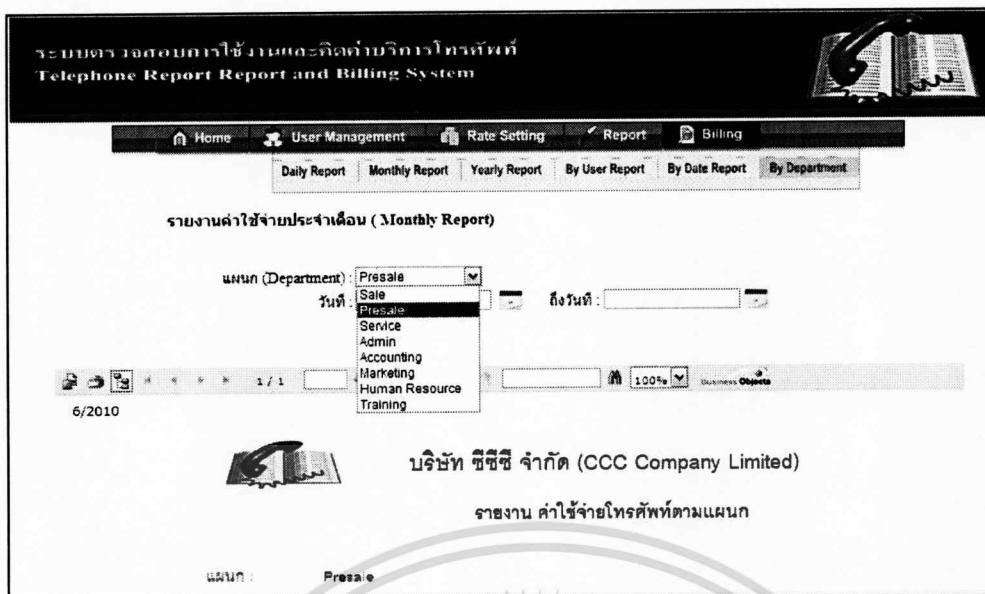 ระบบตรวจสอบการใช้งานและคิดค่าบริการโทรศัพท์
Telephone Report Report and Billing System
Home User Management Rate Setting Report Billing
Daily Report Monthly Report Yearly Report By User Report By Date Report By Department
รายงานค่าใช้จ่ายประจำเดือน ( Monthly Report)
แผนก (Department) : Presale
วันที่ : ถึงวันที่ :
Sale
Presale
Service
Admin
Accounting
Marketing
Human Resource
Training
1 / 1 100% Business Objects
6/2010
บริษัท ซีซีซี จำกัด (CCC Company Limited)
รายงาน ค่าใช้จ่ายโทรศัพท์ตามแผนก
แผนก : Presale